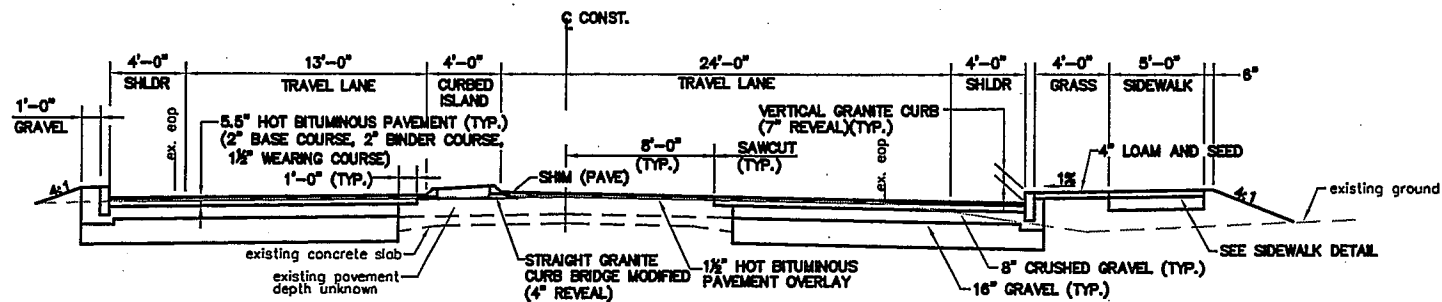 ℄ CONST.
4'-0" 13'-0" 4'-0" 24'-0" 4'-0" 4'-0" 5'-0"
SHLDR TRAVEL LANE CURBED ISLAND TRAVEL LANE SHLDR GRASS SIDEWALK 6"
1'-0"
GRAVEL
ex. eop
5.5" HOT BITUMINOUS PAVEMENT (TYP.)
(2" BASE COURSE, 2" BINDER COURSE,
1½" WEARING COURSE)
1'-0" (TYP.)
SHIM (PAVE)
8'-0"
(TYP.)
SAWCUT
(TYP.)
VERTICAL GRANITE CURB
(7" REVEAL)(TYP.)
ex. eop
4" LOAM AND SEED
4:1
4:1
existing ground
existing concrete slab
existing pavement
depth unknown
STRAIGHT GRANITE
CURB BRIDGE MODIFIED
(4" REVEAL)
1½" HOT BITUMINOUS
PAVEMENT OVERLAY
8" CRUSHED GRAVEL (TYP.)
16" GRAVEL (TYP.)
SEE SIDEWALK DETAIL